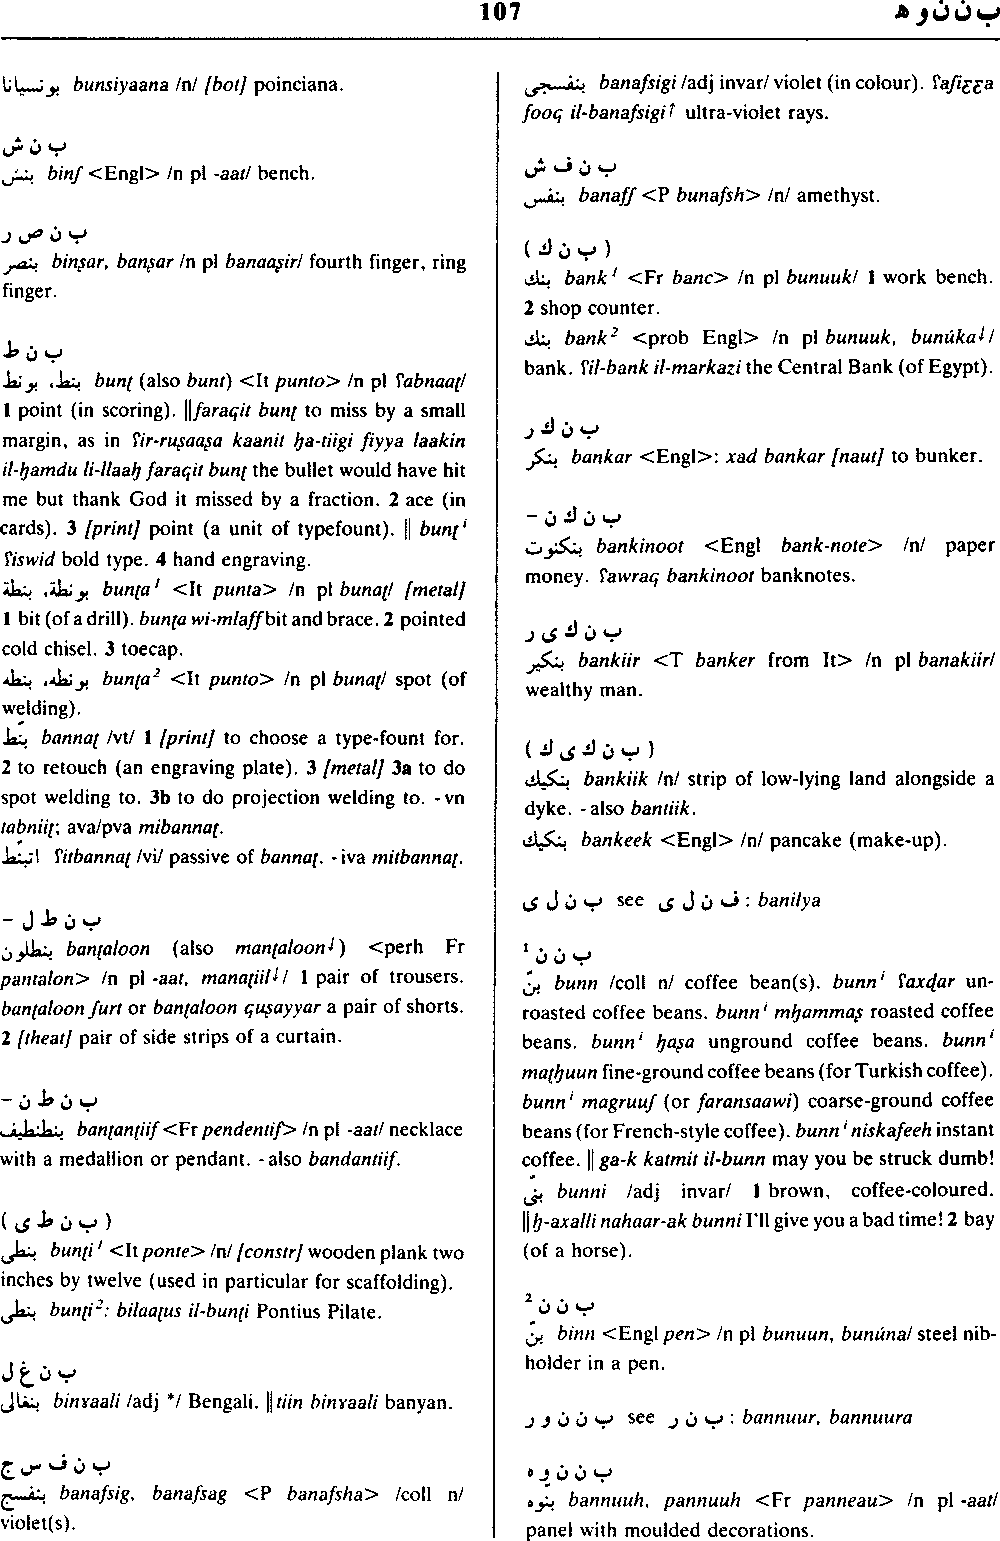 107
ب ن ن و ه
بونسيانا bunsiyaana /n/ [bot] poinciana.
ب ن ش
بنش binʃ <Engl> /n pl -aat/ bench.
ب ن ص ر
بنصر binṣar, banṣar /n pl banaaṣir/ fourth finger, ring
finger.
ب ن ط
بنط، بونط bunṭ (also bunt) <It punto> /n pl ʕabnaaṭ/
1 point (in scoring). ‖faraqit bunṭ to miss by a small
margin, as in ʕir-ruṣaaṣa kaanit ḥa-tiigi fiyya laakin
il-ḥamdu li-llaaḥ faraqit bunṭ the bullet would have hit
me but thank God it missed by a fraction. 2 ace (in
cards). 3 [print] point (a unit of typefount). ‖ bunṭⁱ
ʕiswid bold type. 4 hand engraving.
بونطة، بنطة bunṭa¹ <It punta> /n pl bunaṭ/ [metal]
1 bit (of a drill). bunṭa wi-mlaff bit and brace. 2 pointed
cold chisel. 3 toecap.
بونطه، بنطه bunṭa² <It punto> /n pl bunaṭ/ spot (of
welding).
بنّط bannaṭ /vt/ 1 [print] to choose a type-fount for.
2 to retouch (an engraving plate). 3 [metal] 3a to do
spot welding to. 3b to do projection welding to. -vn
tabniiṭ; ava/pva mibannaṭ.
اتبنّط ʕitbannaṭ /vi/ passive of bannaṭ. -iva mitbannaṭ.
ب ن ط ل -
بنطلون banṭaloon (also manṭaloon↓) <perh Fr
pantalon> /n pl -aat, manaṭiil↓/ 1 pair of trousers.
banṭaloon ʃurt or banṭaloon quṣayyar a pair of shorts.
2 [theat] pair of side strips of a curtain.
ب ن ط ن -
بنطنطيف banṭanṭiif <Fr pendentif> /n pl -aat/ necklace
with a medallion or pendant. -also bandantiif.
(ب ن ط ى)
بنطى bunṭiⁱ <It ponte> /n/ [constr] wooden plank two
inches by twelve (used in particular for scaffolding).
بنطى bunṭi²: bilaaṭus il-bunṭi Pontius Pilate.
ب ن غ ل
بنغالى binɣaali /adj */ Bengali. ‖tiin binɣaali banyan.
ب ن ف س ج
بنفسج banafsig, banafsag <P banafsha> /coll n/
violet(s).
بنفسجى banafsigi /adj invar/ violet (in colour). ʕafiʕʕa
fooq il-banafsigi↑ ultra-violet rays.
ب ن ف ش
بنفس banaff <P bunafsh> /n/ amethyst.
(ب ن ك)
بنك bank¹ <Fr banc> /n pl bunuuk/ 1 work bench.
2 shop counter.
بنك bank² <prob Engl> /n pl bunuuk, bunúka↓/
bank. ʕil-bank il-markazi the Central Bank (of Egypt).
ب ن ك ر
بنكر bankar <Engl>: xad bankar [naut] to bunker.
ب ن ك ن -
بنكنوت bankinoot <Engl bank-note> /n/ paper
money. ʕawraq bankinoot banknotes.
ب ن ك ى ر
بنكير bankiir <T banker from It> /n pl banakiir/
wealthy man.
(ب ن ك ى ك)
بنكيك bankiik /n/ strip of low-lying land alongside a
dyke. -also bantiik.
بنكيك bankeek <Engl> /n/ pancake (make-up).
ب ن ل ى see ف ن ل ى : banilya
ب ن ن ¹
بنّ bunn /coll n/ coffee bean(s). bunnⁱ ʕaxḍar un-
roasted coffee beans. bunnⁱ mḥammaṣ roasted coffee
beans. bunnⁱ ḥaṣa unground coffee beans. bunnⁱ
maṭḥuun fine-ground coffee beans (for Turkish coffee).
bunnⁱ magruuʃ (or faransaawi) coarse-ground coffee
beans (for French-style coffee). bunnⁱ niskafeeh instant
coffee. ‖ ga-k katmit il-bunn may you be struck dumb!
بنّى bunni /adj invar/ 1 brown, coffee-coloured.
‖ḥ-axalli nahaar-ak bunni I'll give you a bad time! 2 bay
(of a horse).
ب ن ن ²
بنّ binn <Engl pen> /n pl bunuun, bunúna/ steel nib-
holder in a pen.
ب ن ن و ر see ب ن ر : bannuur, bannuura
ب ن ن و ه
بنّوه bannuuh, pannuuh <Fr panneau> /n pl -aat/
panel with moulded decorations.